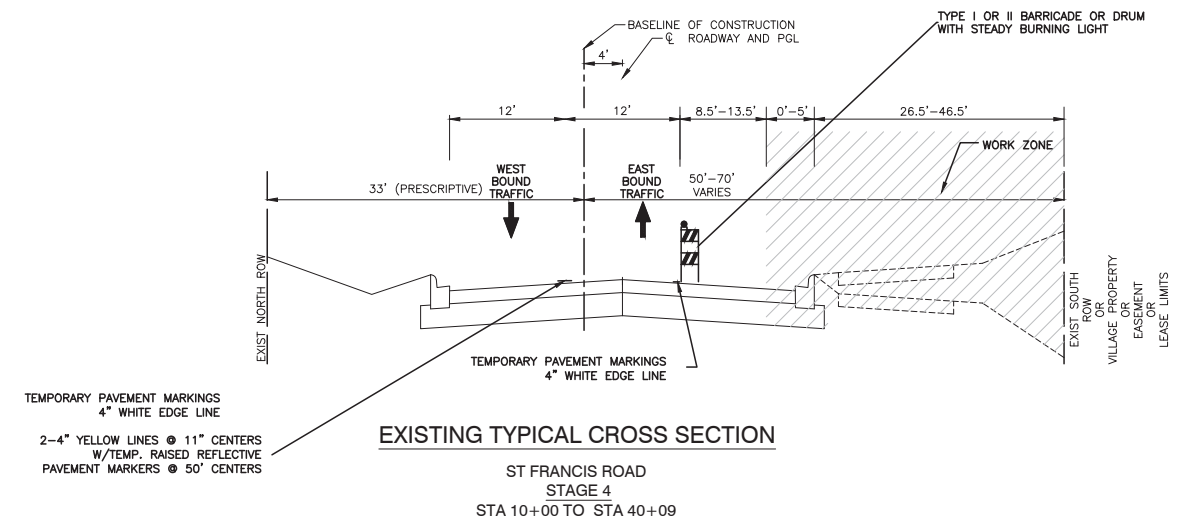 BASELINE OF CONSTRUCTION
℄ ROADWAY AND PGL
TYPE I OR II BARRICADE OR DRUM
WITH STEADY BURNING LIGHT
4'
12'
12'
8.5'–13.5'
0'–5'
26.5'–46.5'
WORK ZONE
33' (PRESCRIPTIVE)
WEST
BOUND
TRAFFIC
EAST
BOUND
TRAFFIC
50'–70'
VARIES
EXIST NORTH ROW
EXIST SOUTH
ROW
OR
VILLAGE PROPERTY
OR
EASEMENT
OR
LEASE LIMITS
TEMPORARY PAVEMENT MARKINGS
4" WHITE EDGE LINE
TEMPORARY PAVEMENT MARKINGS
4" WHITE EDGE LINE
2–4" YELLOW LINES @ 11" CENTERS
W/TEMP. RAISED REFLECTIVE
PAVEMENT MARKERS @ 50' CENTERS
EXISTING TYPICAL CROSS SECTION
ST FRANCIS ROAD
STAGE 4
STA 10+00 TO STA 40+09